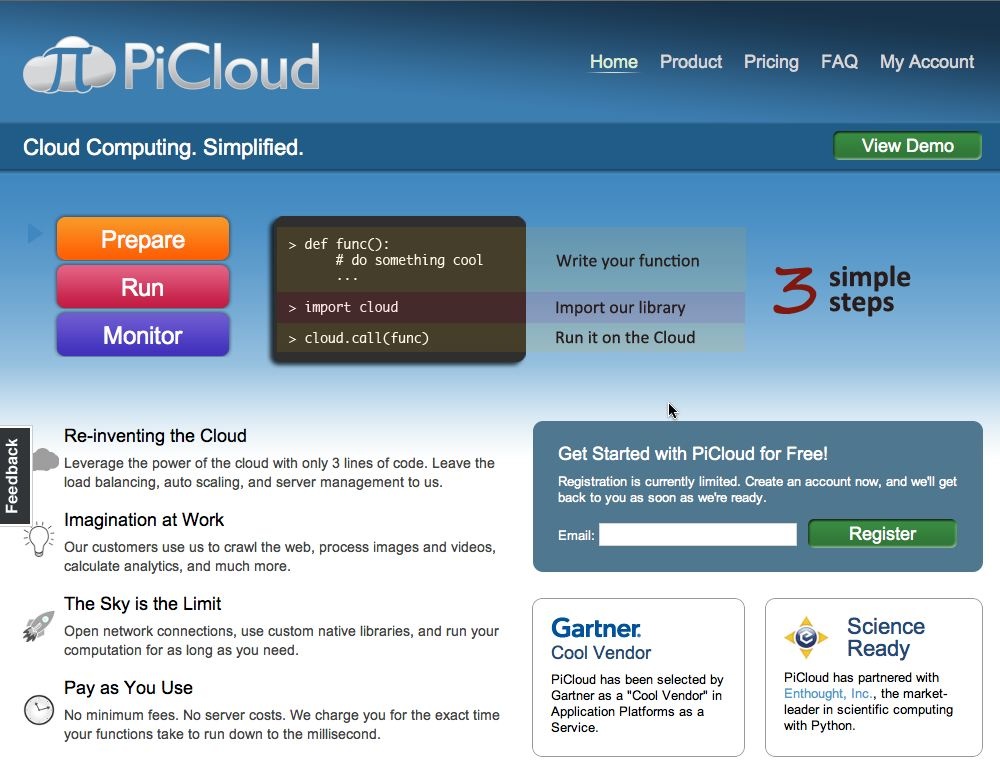 πPiCloud
Home Product Pricing FAQ My Account
Cloud Computing. Simplified.
View Demo
Prepare
Run
Monitor
> def func():
# do something cool
...
> import cloud
> cloud.call(func)
Write your function
Import our library
Run it on the Cloud
3 simple
steps
Feedback
Re-inventing the Cloud
Leverage the power of the cloud with only 3 lines of code. Leave the
load balancing, auto scaling, and server management to us.
Imagination at Work
Our customers use us to crawl the web, process images and videos,
calculate analytics, and much more.
The Sky is the Limit
Open network connections, use custom native libraries, and run your
computation for as long as you need.
Pay as You Use
No minimum fees. No server costs. We charge you for the exact time
your functions take to run down to the millisecond.
Get Started with PiCloud for Free!
Registration is currently limited. Create an account now, and we'll get
back to you as soon as we're ready.
Email:
Register
Gartner.
Cool Vendor
PiCloud has been selected by
Gartner as a "Cool Vendor" in
Application Platforms as a
Service.
e
Science
Ready
PiCloud has partnered with
Enthought, Inc., the market-
leader in scientific computing
with Python.